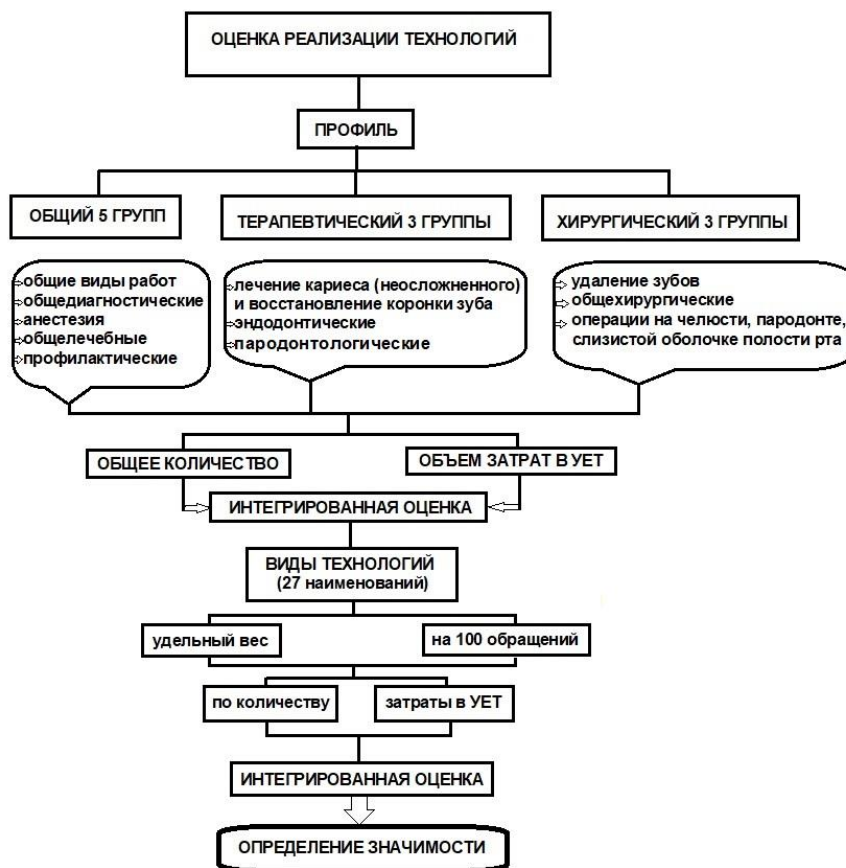 ОЦЕНКА РЕАЛИЗАЦИИ ТЕХНОЛОГИЙ
ПРОФИЛЬ
ОБЩИЙ 5 ГРУПП
ТЕРАПЕВТИЧЕСКИЙ 3 ГРУППЫ
ХИРУРГИЧЕСКИЙ 3 ГРУППЫ
общие виды работ
общедиагностические
анестезия
общелечебные
профилактические
лечение кариеса (неосложненного)
и восстановление коронки зуба
эндодонтические
пародонтологические
удаление зубов
общехирургические
операции на челюсти, пародонте,
слизистой оболочке полости рта
ОБЩЕЕ КОЛИЧЕСТВО
ОБЪЕМ ЗАТРАТ В УЕТ
ИНТЕГРИРОВАННАЯ ОЦЕНКА
ВИДЫ ТЕХНОЛОГИЙ
(27 наименований)
удельный вес
на 100 обращений
по количеству
затраты в УЕТ
ИНТЕГРИРОВАННАЯ ОЦЕНКА
ОПРЕДЕЛЕНИЕ ЗНАЧИМОСТИ